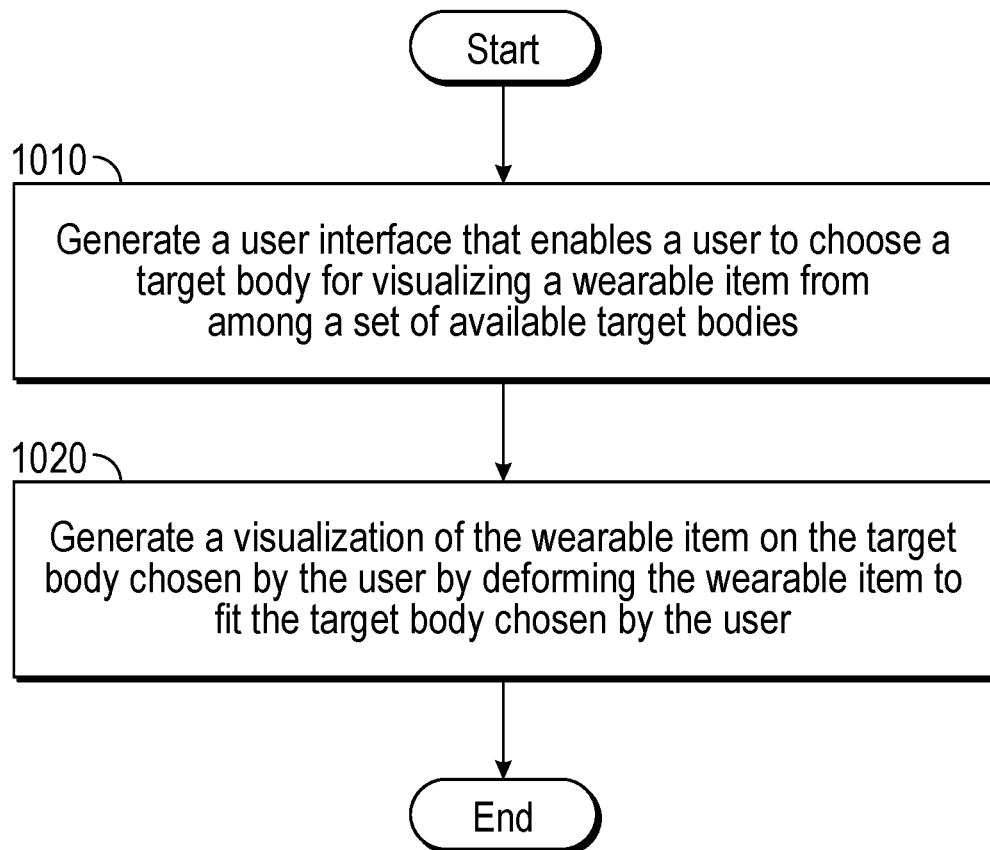 Start
1010
Generate a user interface that enables a user to choose a
target body for visualizing a wearable item from
among a set of available target bodies
1020
Generate a visualization of the wearable item on the target
body chosen by the user by deforming the wearable item to
fit the target body chosen by the user
End